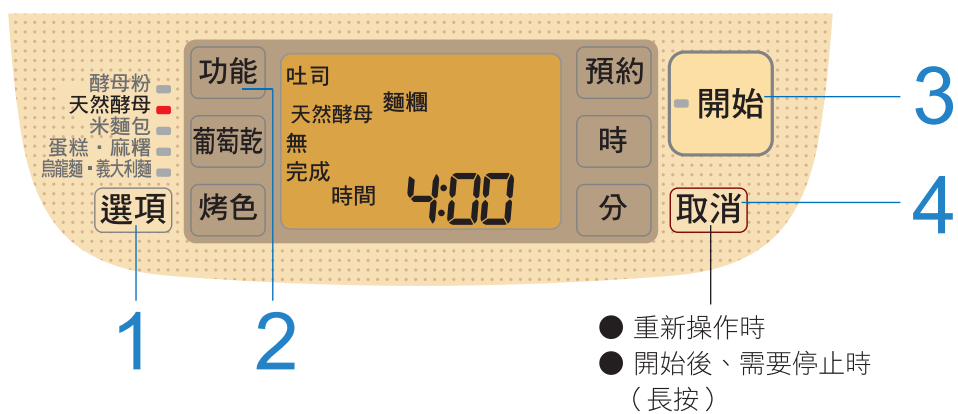 酵母粉
天然酵母
米麵包
蛋糕・麻糬
烏龍麵・義大利麵
選項
功能
葡萄乾
烤色
吐司
天然酵母 麵糰
無
完成
時間 4:00
預約
時
分
開始
取消
1
2
3
4
● 重新操作時
● 開始後、需要停止時
（長按）